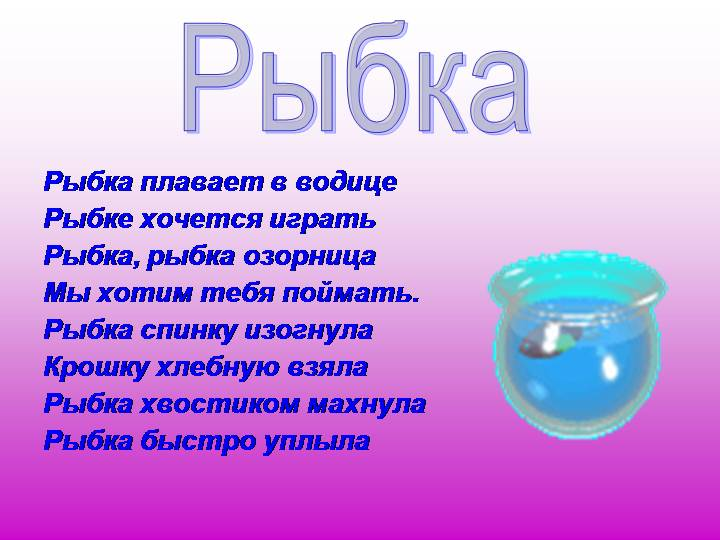 Рыбка
Рыбка плавает в водице
Рыбке хочется играть
Рыбка, рыбка озорница
Мы хотим тебя поймать.
Рыбка спинку изогнула
Крошку хлебную взяла
Рыбка хвостиком махнула
Рыбка быстро уплыла